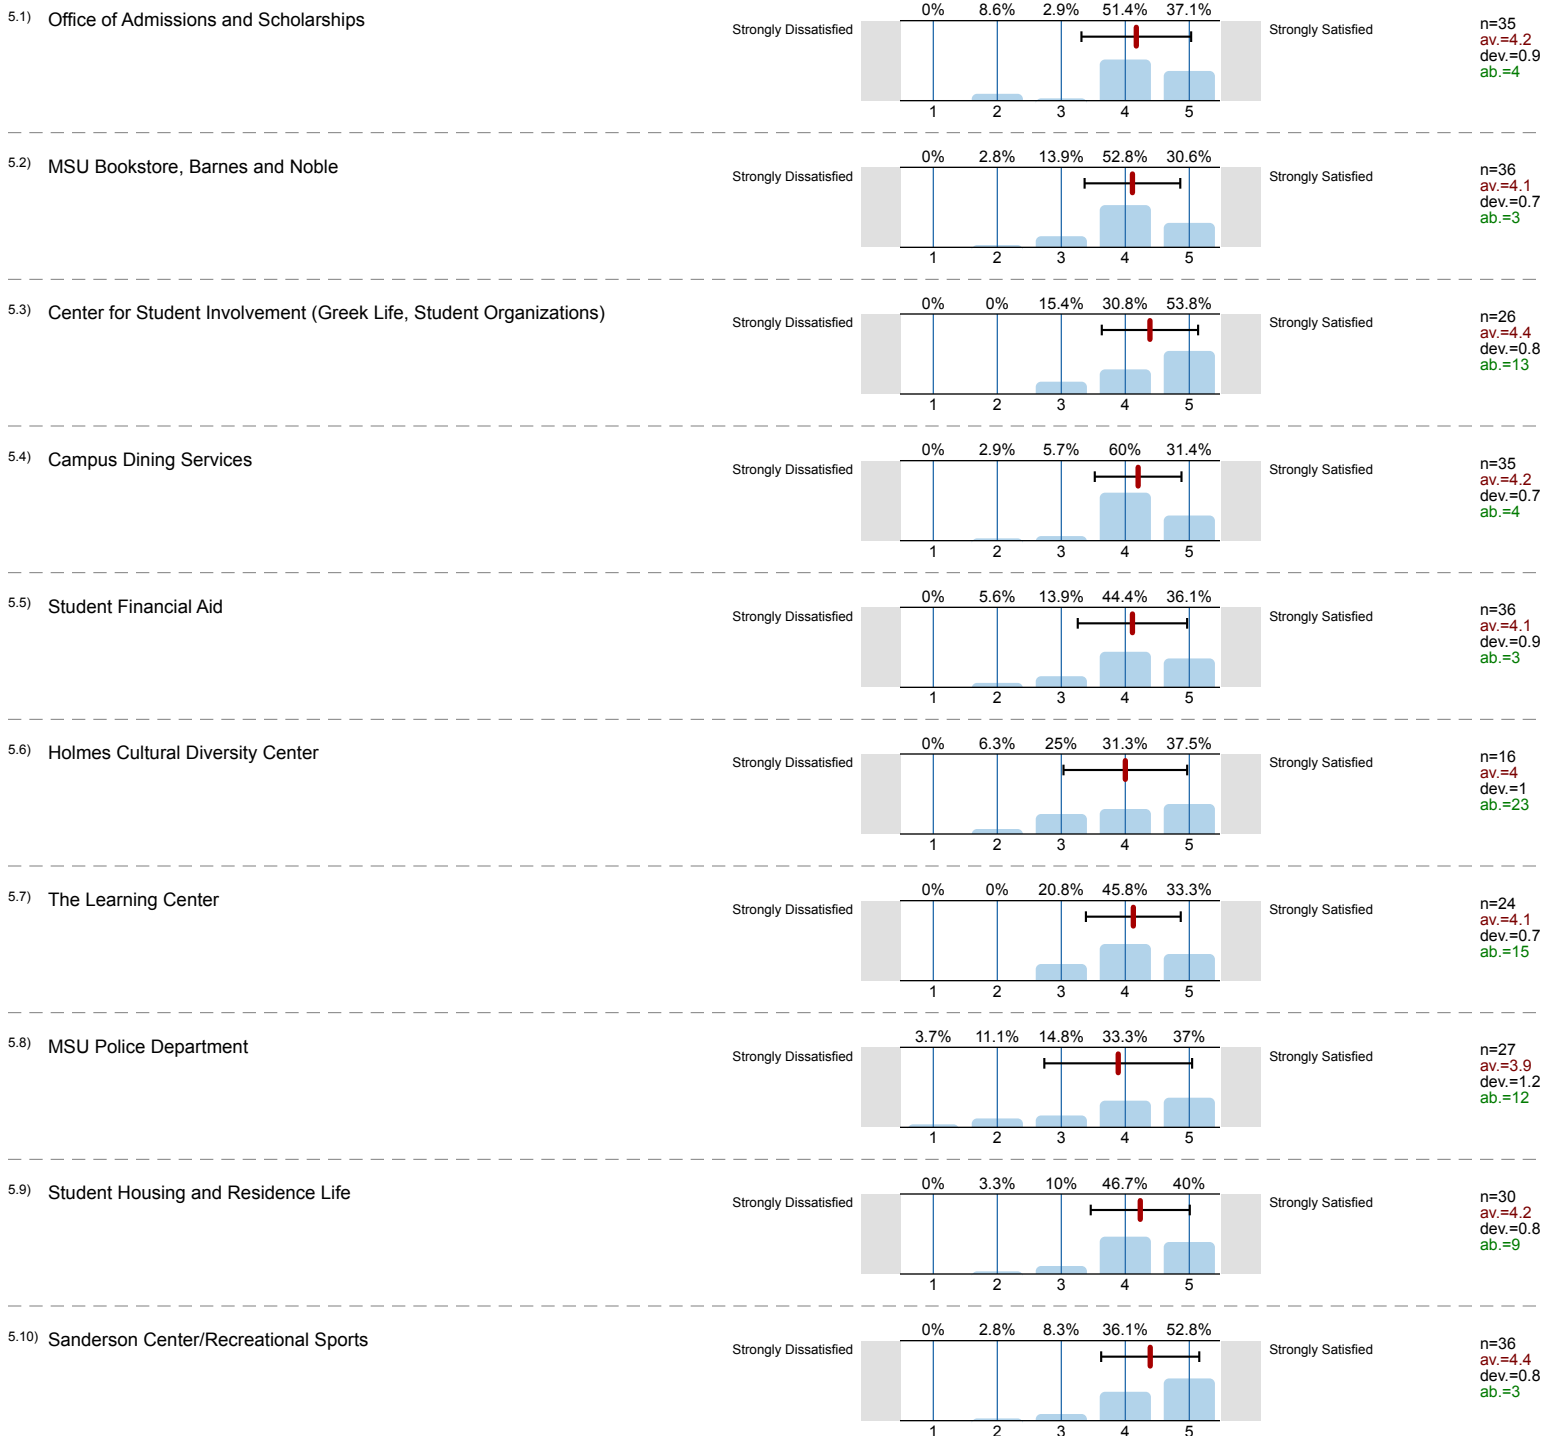 5.1) Office of Admissions and Scholarships
0% 8.6% 2.9% 51.4% 37.1%
Strongly Dissatisfied Strongly Satisfied
n=35
av.=4.2
dev.=0.9
ab.=4
1 2 3 4 5
5.2) MSU Bookstore, Barnes and Noble
0% 2.8% 13.9% 52.8% 30.6%
Strongly Dissatisfied Strongly Satisfied
n=36
av.=4.1
dev.=0.7
ab.=3
1 2 3 4 5
5.3) Center for Student Involvement (Greek Life, Student Organizations)
0% 0% 15.4% 30.8% 53.8%
Strongly Dissatisfied Strongly Satisfied
n=26
av.=4.4
dev.=0.8
ab.=13
1 2 3 4 5
5.4) Campus Dining Services
0% 2.9% 5.7% 60% 31.4%
Strongly Dissatisfied Strongly Satisfied
n=35
av.=4.2
dev.=0.7
ab.=4
1 2 3 4 5
5.5) Student Financial Aid
0% 5.6% 13.9% 44.4% 36.1%
Strongly Dissatisfied Strongly Satisfied
n=36
av.=4.1
dev.=0.9
ab.=3
1 2 3 4 5
5.6) Holmes Cultural Diversity Center
0% 6.3% 25% 31.3% 37.5%
Strongly Dissatisfied Strongly Satisfied
n=16
av.=4
dev.=1
ab.=23
1 2 3 4 5
5.7) The Learning Center
0% 0% 20.8% 45.8% 33.3%
Strongly Dissatisfied Strongly Satisfied
n=24
av.=4.1
dev.=0.7
ab.=15
1 2 3 4 5
5.8) MSU Police Department
3.7% 11.1% 14.8% 33.3% 37%
Strongly Dissatisfied Strongly Satisfied
n=27
av.=3.9
dev.=1.2
ab.=12
1 2 3 4 5
5.9) Student Housing and Residence Life
0% 3.3% 10% 46.7% 40%
Strongly Dissatisfied Strongly Satisfied
n=30
av.=4.2
dev.=0.8
ab.=9
1 2 3 4 5
5.10) Sanderson Center/Recreational Sports
0% 2.8% 8.3% 36.1% 52.8%
Strongly Dissatisfied Strongly Satisfied
n=36
av.=4.4
dev.=0.8
ab.=3
1 2 3 4 5